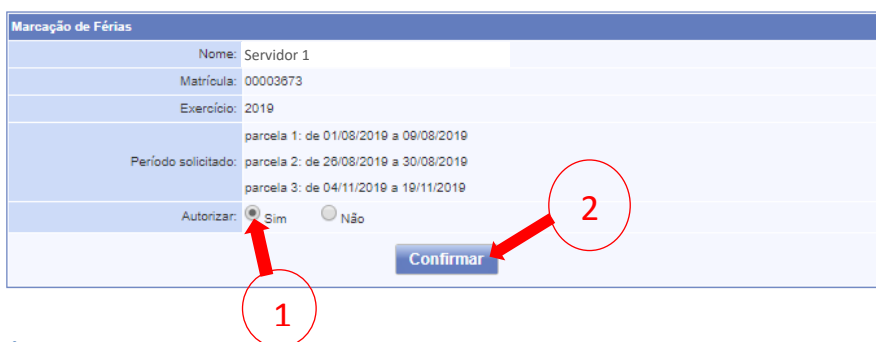 Marcação de Férias
Nome: Servidor 1
Matrícula: 00003673
Exercício: 2019
parcela 1: de 01/08/2019 a 09/08/2019
Período solicitado: parcela 2: de 26/08/2019 a 30/08/2019
parcela 3: de 04/11/2019 a 19/11/2019
Autorizar: Sim Não
2
Confirmar
1